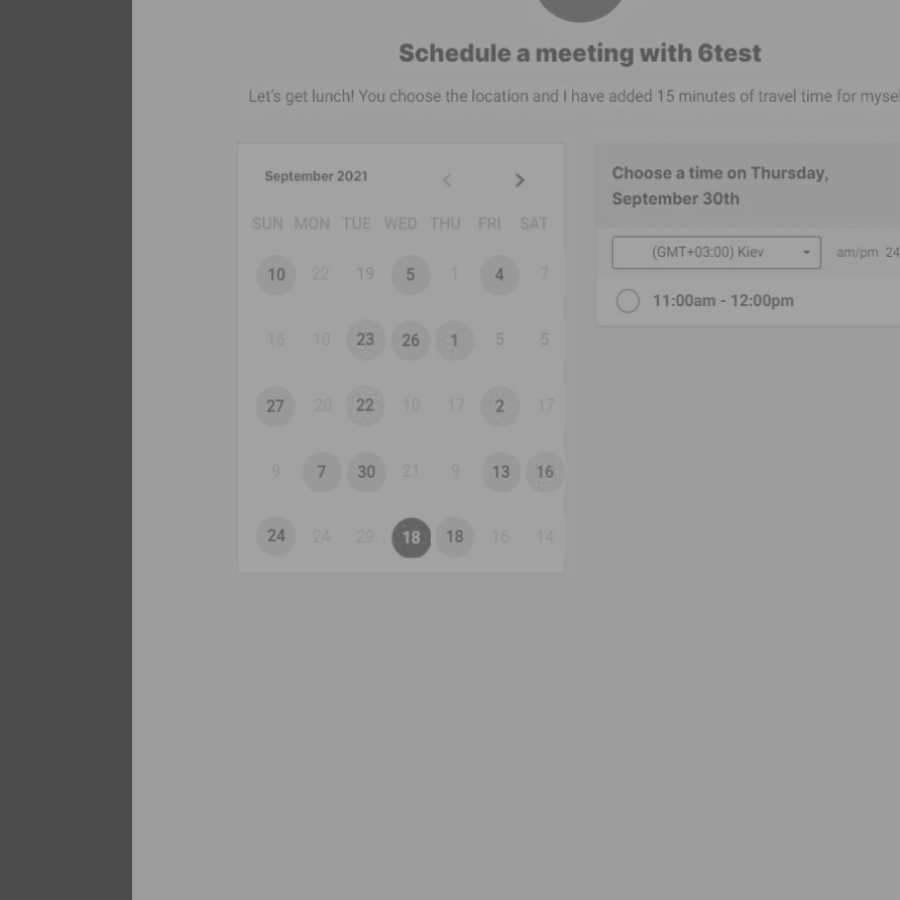 Schedule a meeting with 6test
Let's get lunch! You choose the location and I have added 15 minutes of travel time for
September 2021
SUN MON TUE WED THU FRI SAT
10 22 19 5 1 4 7
16 10 23 26 1 5 5
27 20 22 10 17 2 17
9 7 30 21 9 13 16
24 24 29 18 18 16 14
Choose a time on Thursday,
September 30th
(GMT+03:00) Kiev am/pm 24
11:00am - 12:00pm